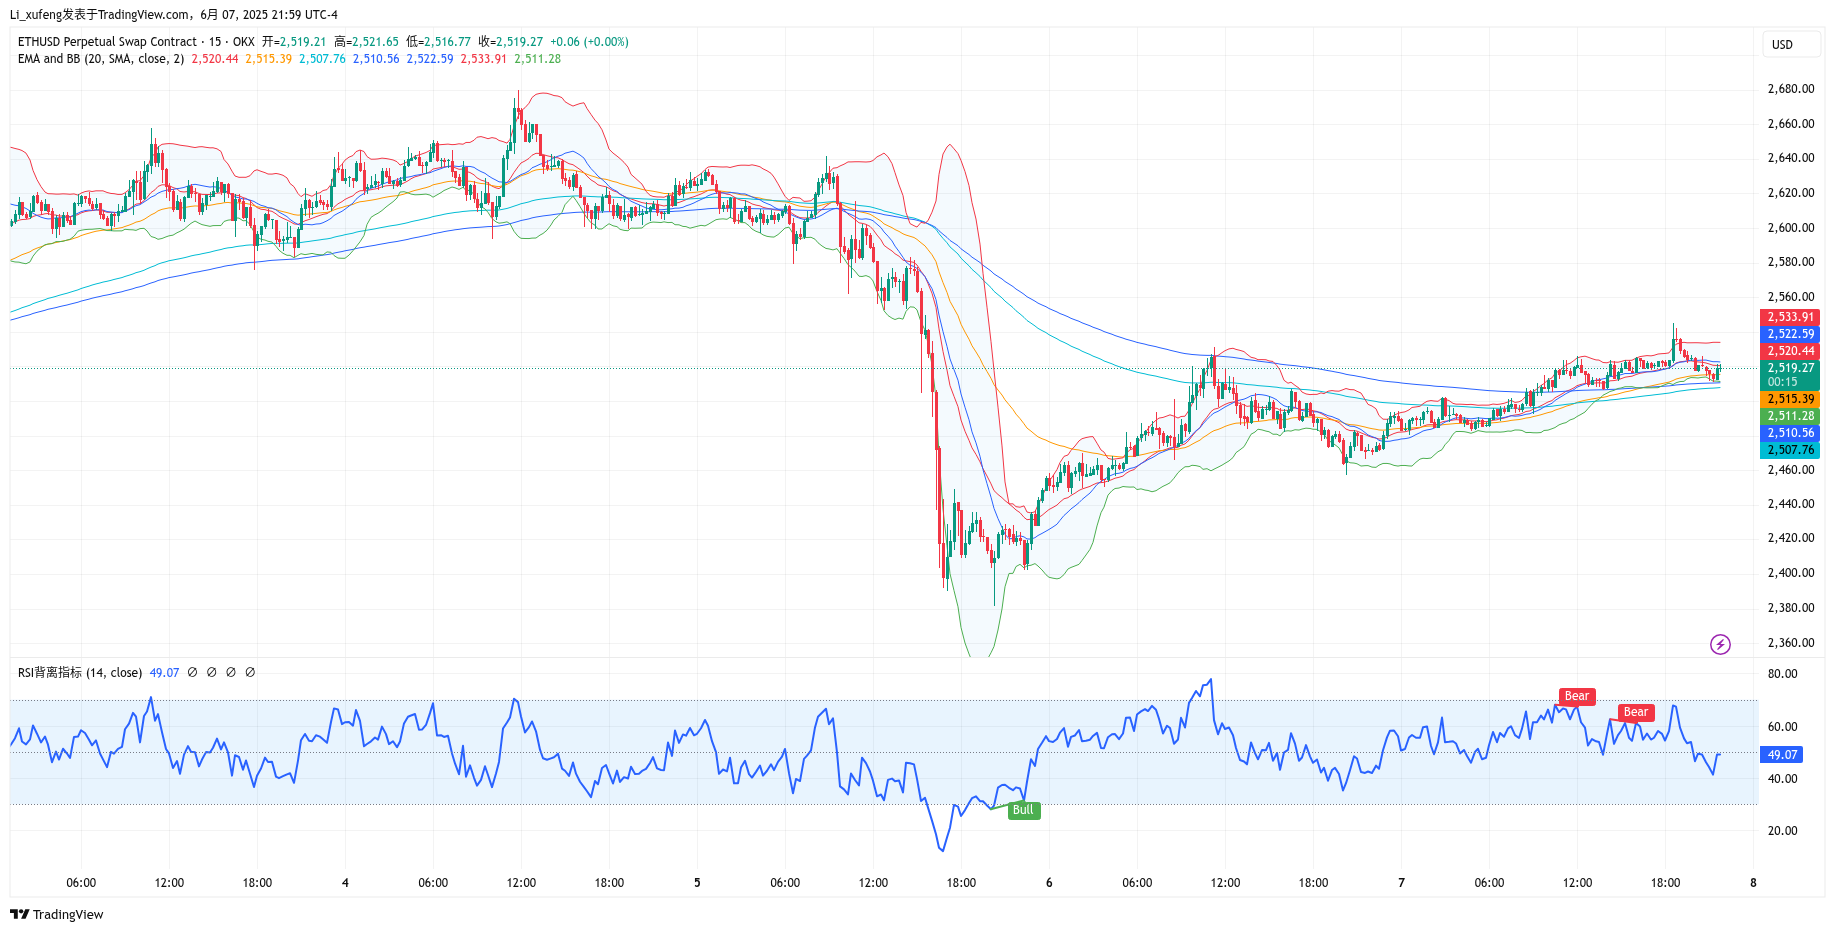 Li_xufeng发表于TradingView.com，6月 07, 2025 21:59 UTC-4
ETHUSD Perpetual Swap Contract · 15 · OKX 开=2,519.21 高=2,521.65 低=2,516.77 收=2,519.27 +0.06 (+0.00%)
USD
EMA and BB (20, SMA, close, 2) 2,520.44 2,515.39 2,507.76 2,510.56 2,522.59 2,533.91 2,511.28
2,680.00
2,660.00
2,640.00
2,620.00
2,600.00
2,580.00
2,560.00
2,533.91
2,522.59
2,520.44
2,519.27
00:15
2,515.39
2,511.28
2,510.56
2,507.76
2,460.00
2,440.00
2,420.00
2,400.00
2,380.00
2,360.00
RSI背离指标 (14, close) 49.07 ∅ ∅ ∅ ∅
80.00
Bear
Bear
60.00
49.07
40.00
Bull
20.00
06:00 12:00 18:00 4 06:00 12:00 18:00 5 06:00 12:00 18:00 6 06:00 12:00 18:00 7 06:00 12:00 18:00 8
TradingView